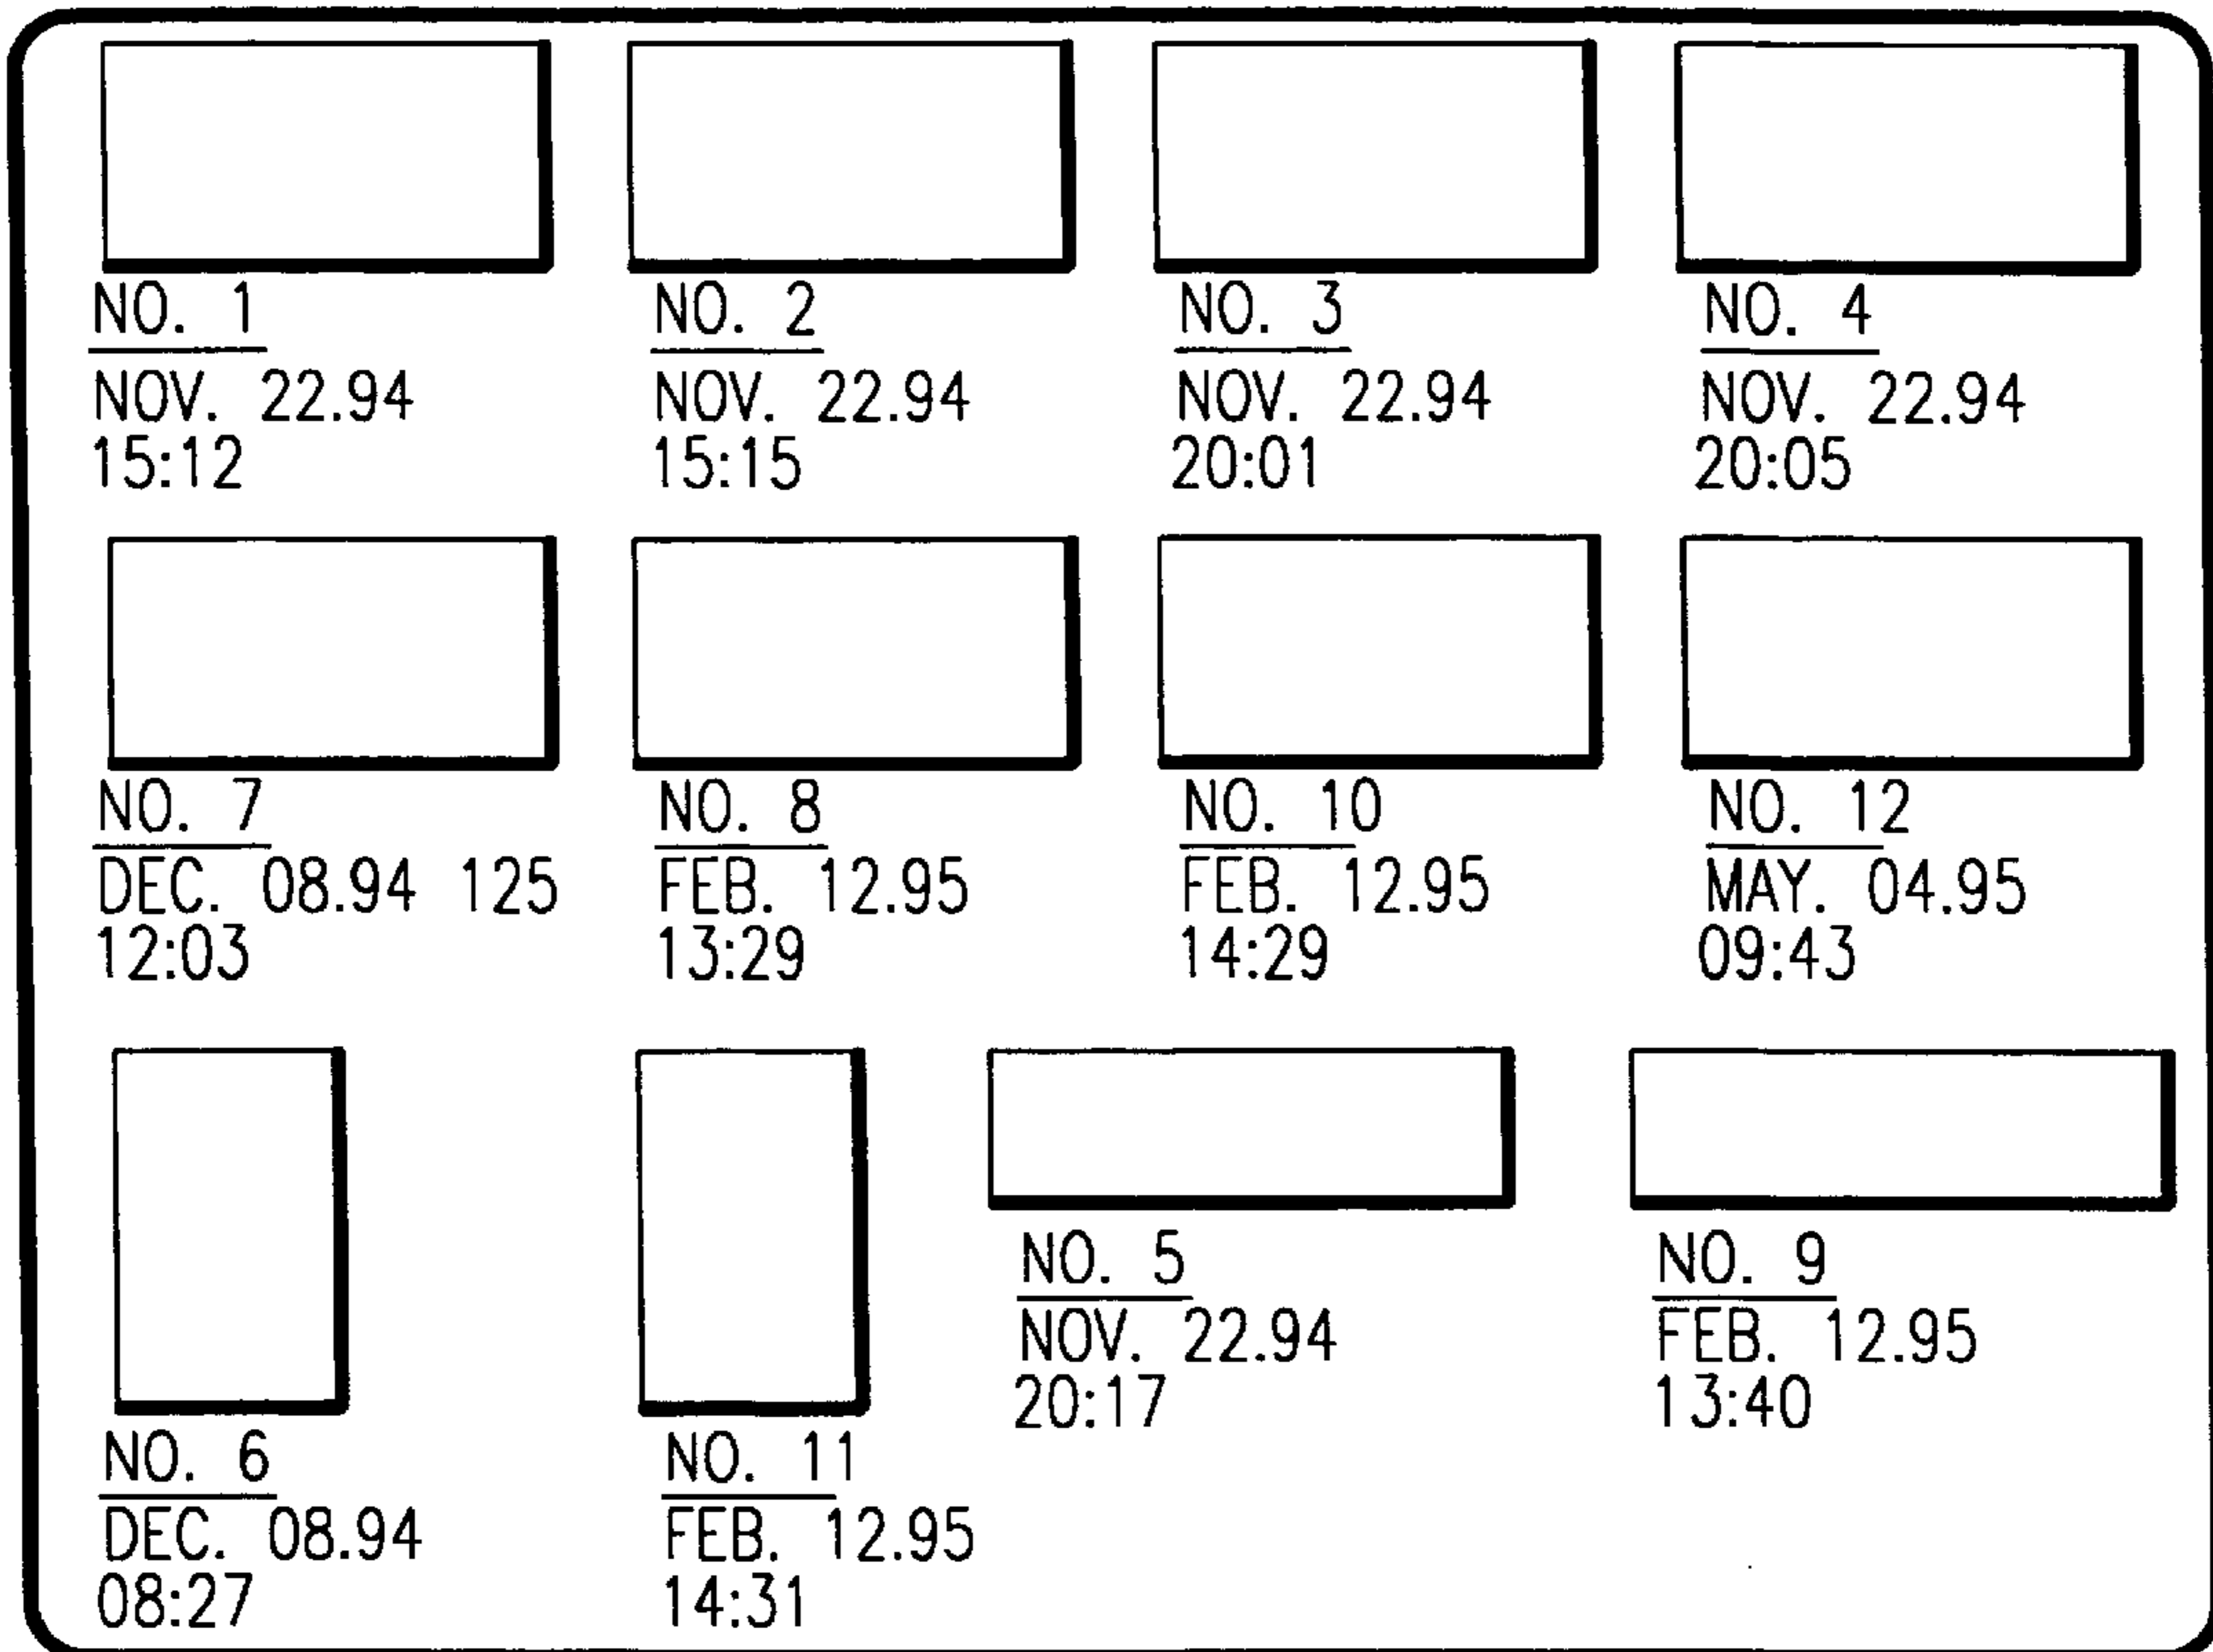 NO. 1
NOV. 22.94
15:12
NO. 2
NOV. 22.94
15:15
NO. 3
NOV. 22.94
20:01
NO. 4
NOV. 22.94
20:05
NO. 7
DEC. 08.94 125
12:03
NO. 8
FEB. 12.95
13:29
NO. 10
FEB. 12.95
14:29
NO. 12
MAY. 04.95
09:43
NO. 6
DEC. 08.94
08:27
NO. 11
FEB. 12.95
14:31
NO. 5
NOV. 22.94
20:17
NO. 9
FEB. 12.95
13:40